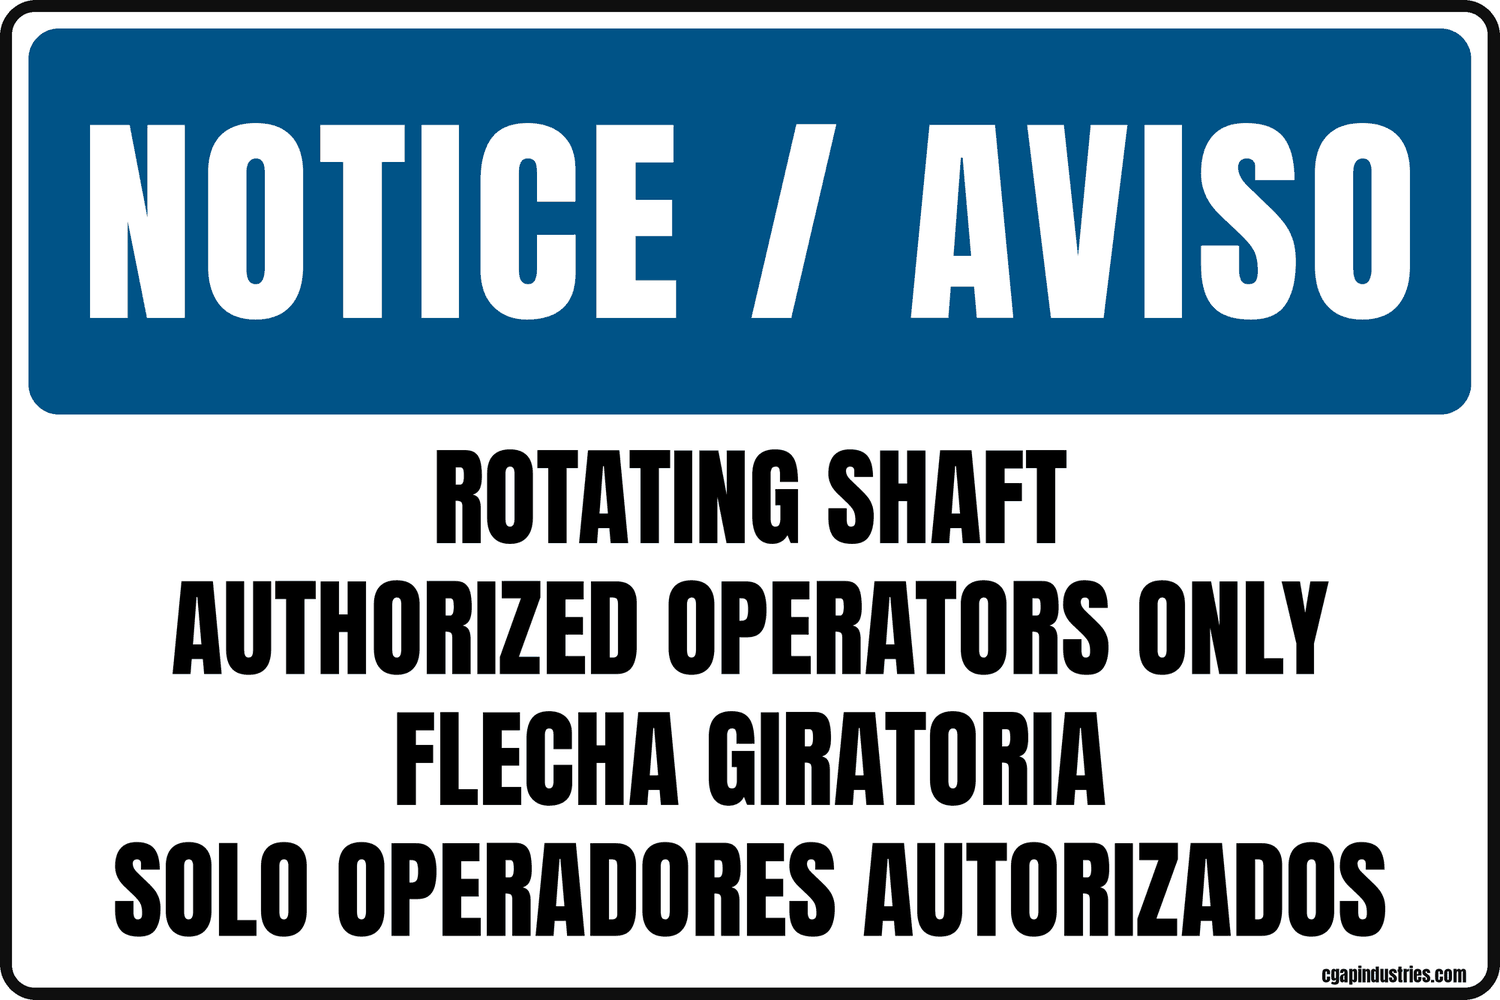 NOTICE / AVISO
ROTATING SHAFT
AUTHORIZED OPERATORS ONLY
FLECHA GIRATORIA
SOLO OPERADORES AUTORIZADOS
cgapindustries.com